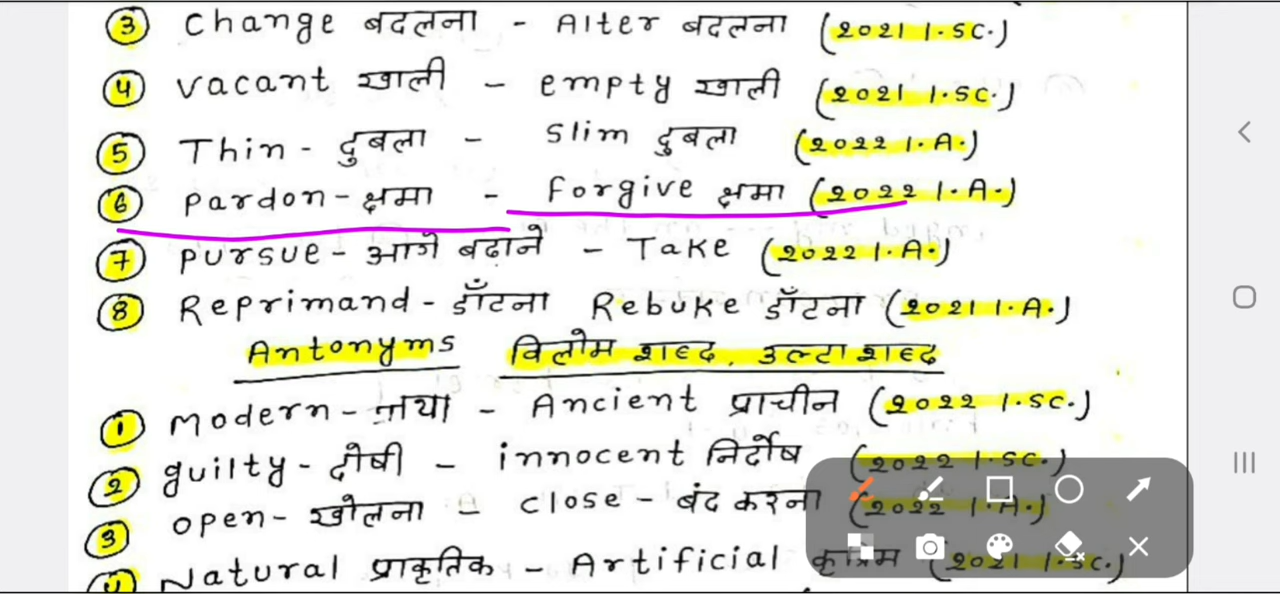 ③ Change बदलना - Alter बदलना (2021 I.SC.)
④ Vacant खाली - empty खाली (2021 I.SC.)
⑤ Thin - दुबला - Slim दुबला (2022 I.A.)
⑥ Pardon - क्षमा - Forgive क्षमा (2022 I.A.)
⑦ Pursue - आगे बढ़ाने - Take (2022 I.A.)
⑧ Reprimand - डाँटना Rebuke डाँटना (2021 I.A.)
Antonyms विलोम शब्द, उल्टा शब्द
① Modern - - Ancient प्राचीन (2022 I.SC.)
② guilty - दोषी - innocent निर्दोष (2022 I.SC.)
③ open - खोलना - close - बंद करना (2022 I.A.)
④ Natural प्राकृतिक - Artificial कृत्रिम (2021 I.SC.)